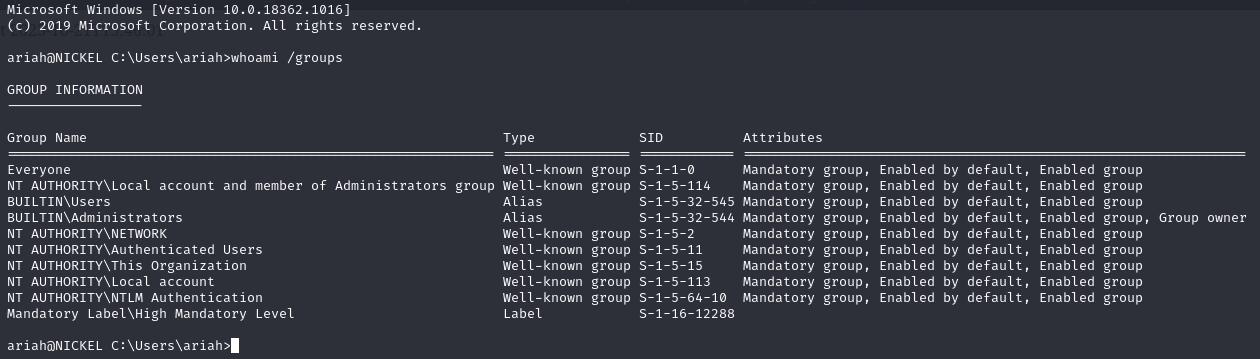 Microsoft Windows [Version 10.0.18362.1016]
(c) 2019 Microsoft Corporation. All rights reserved.
ariah@NICKEL C:\Users\ariah>whoami /groups
GROUP INFORMATION
-----------------
Group Name Type SID Attributes
Everyone Well-known group S-1-1-0 Mandatory group, Enabled by default, Enabled group
NT AUTHORITY\Local account and member of Administrators group Well-known group S-1-5-114 Mandatory group, Enabled by default, Enabled group
BUILTIN\Users Alias S-1-5-32-545 Mandatory group, Enabled by default, Enabled group
BUILTIN\Administrators Alias S-1-5-32-544 Mandatory group, Enabled by default, Enabled group, Group owner
NT AUTHORITY\NETWORK Well-known group S-1-5-2 Mandatory group, Enabled by default, Enabled group
NT AUTHORITY\Authenticated Users Well-known group S-1-5-11 Mandatory group, Enabled by default, Enabled group
NT AUTHORITY\This Organization Well-known group S-1-5-15 Mandatory group, Enabled by default, Enabled group
NT AUTHORITY\Local account Well-known group S-1-5-113 Mandatory group, Enabled by default, Enabled group
NT AUTHORITY\NTLM Authentication Well-known group S-1-5-64-10 Mandatory group, Enabled by default, Enabled group
Mandatory Label\High Mandatory Level Label S-1-16-12288
ariah@NICKEL C:\Users\ariah>